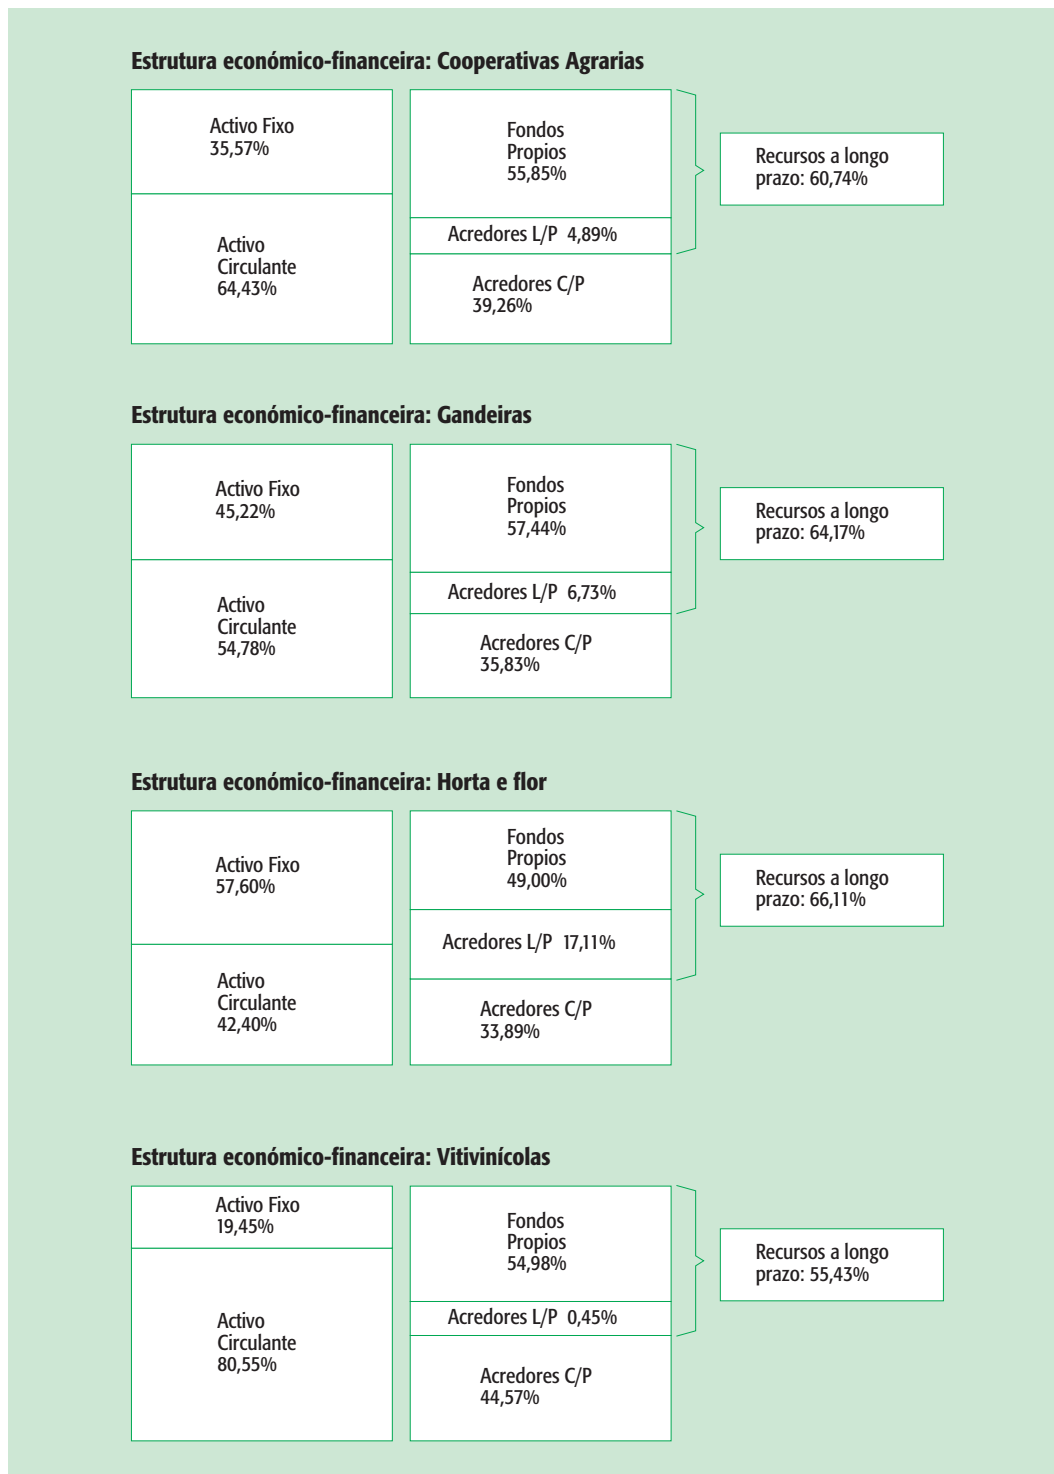 Estrutura económico-financeira: Cooperativas Agrarias
Activo Fixo
35,57%
Activo
Circulante
64,43%
Fondos
Propios
55,85%
Acredores L/P 4,89%
Acredores C/P
39,26%
Recursos a longo
prazo: 60,74%
Estrutura económico-financeira: Gandeiras
Activo Fixo
45,22%
Activo
Circulante
54,78%
Fondos
Propios
57,44%
Acredores L/P 6,73%
Acredores C/P
35,83%
Recursos a longo
prazo: 64,17%
Estrutura económico-financeira: Horta e flor
Activo Fixo
57,60%
Activo
Circulante
42,40%
Fondos
Propios
49,00%
Acredores L/P 17,11%
Acredores C/P
33,89%
Recursos a longo
prazo: 66,11%
Estrutura económico-financeira: Vitivinícolas
Activo Fixo
19,45%
Activo
Circulante
80,55%
Fondos
Propios
54,98%
Acredores L/P 0,45%
Acredores C/P
44,57%
Recursos a longo
prazo: 55,43%